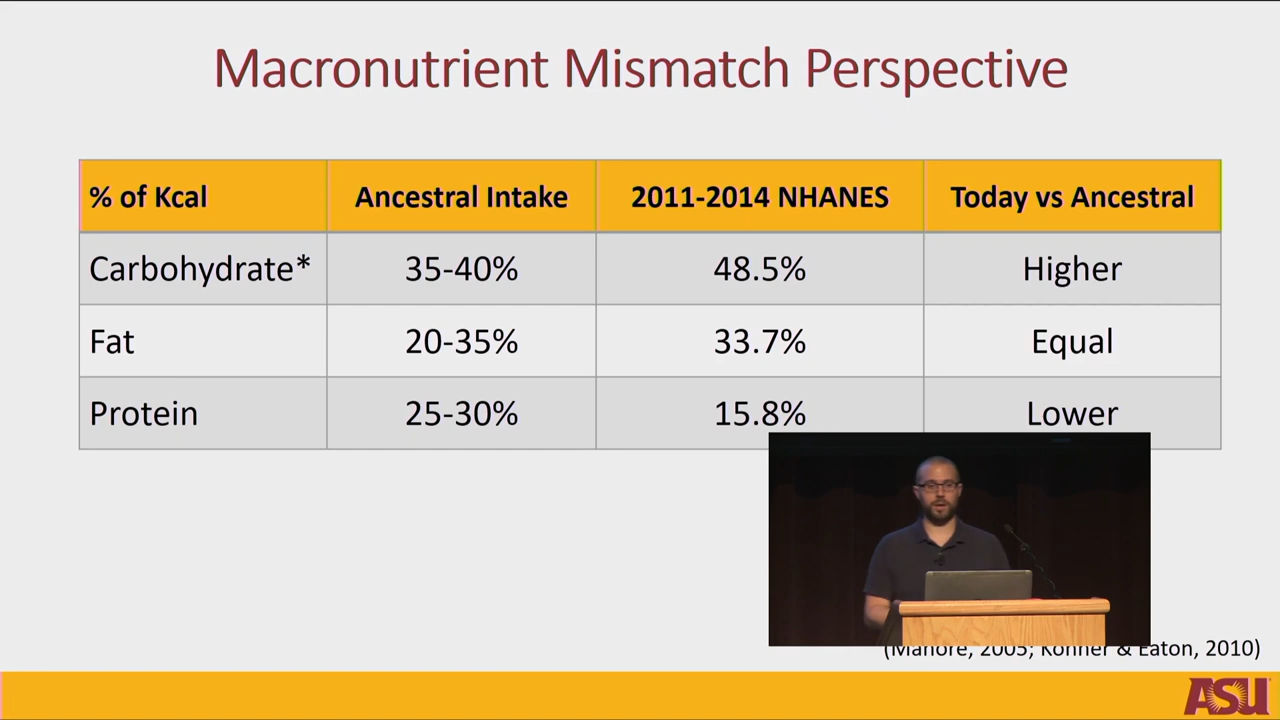 Macronutrient Mismatch Perspective
% of Kcal Ancestral Intake 2011-2014 NHANES Today vs Ancestral
Carbohydrate* 35-40% 48.5% Higher
Fat 20-35% 33.7% Equal
Protein 25-30% 15.8% Lower
(Manore, 2005; Konner & Eaton, 2010)
ASU